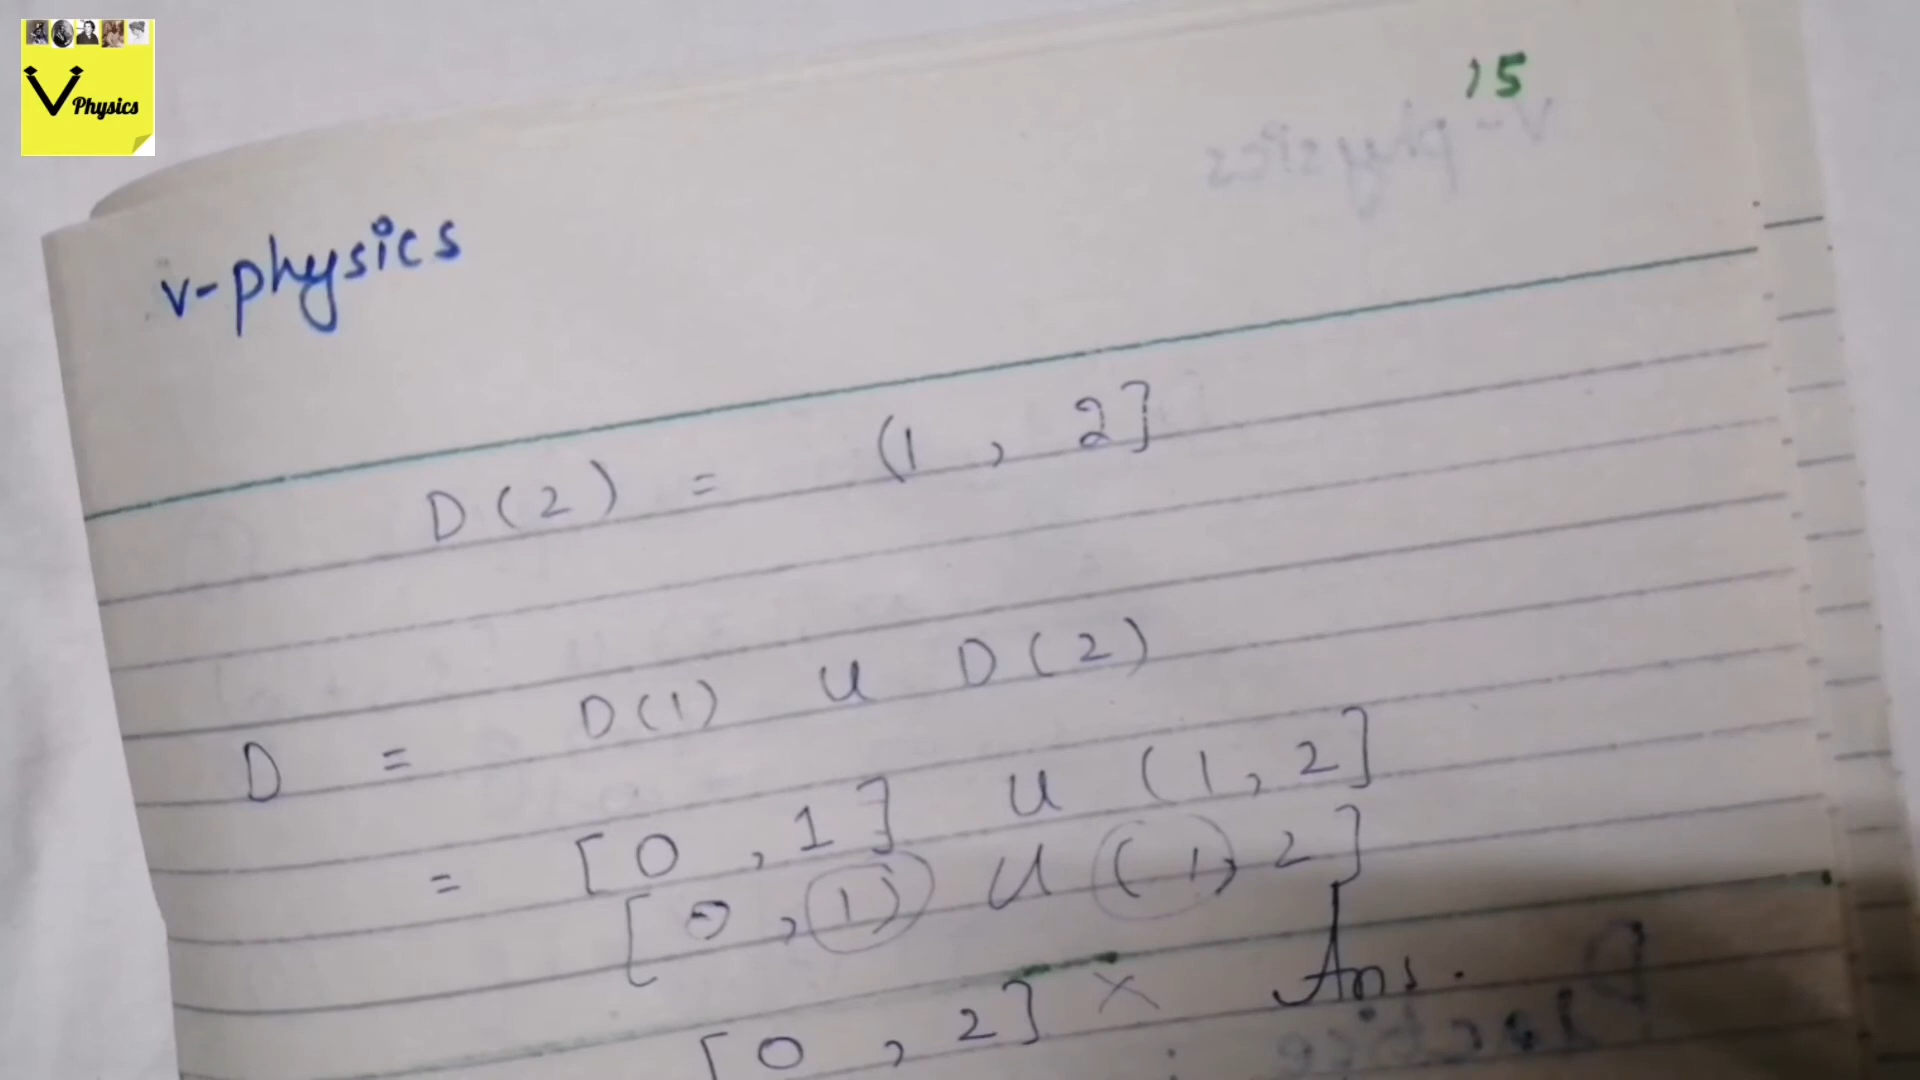 V Physics
15
v-physics
D(2) = (1, 2]
D = D(1) U D(2)
= [0, 1] U (1, 2]
[0, 1) U (1, 2]
[0, 2] × Ans.